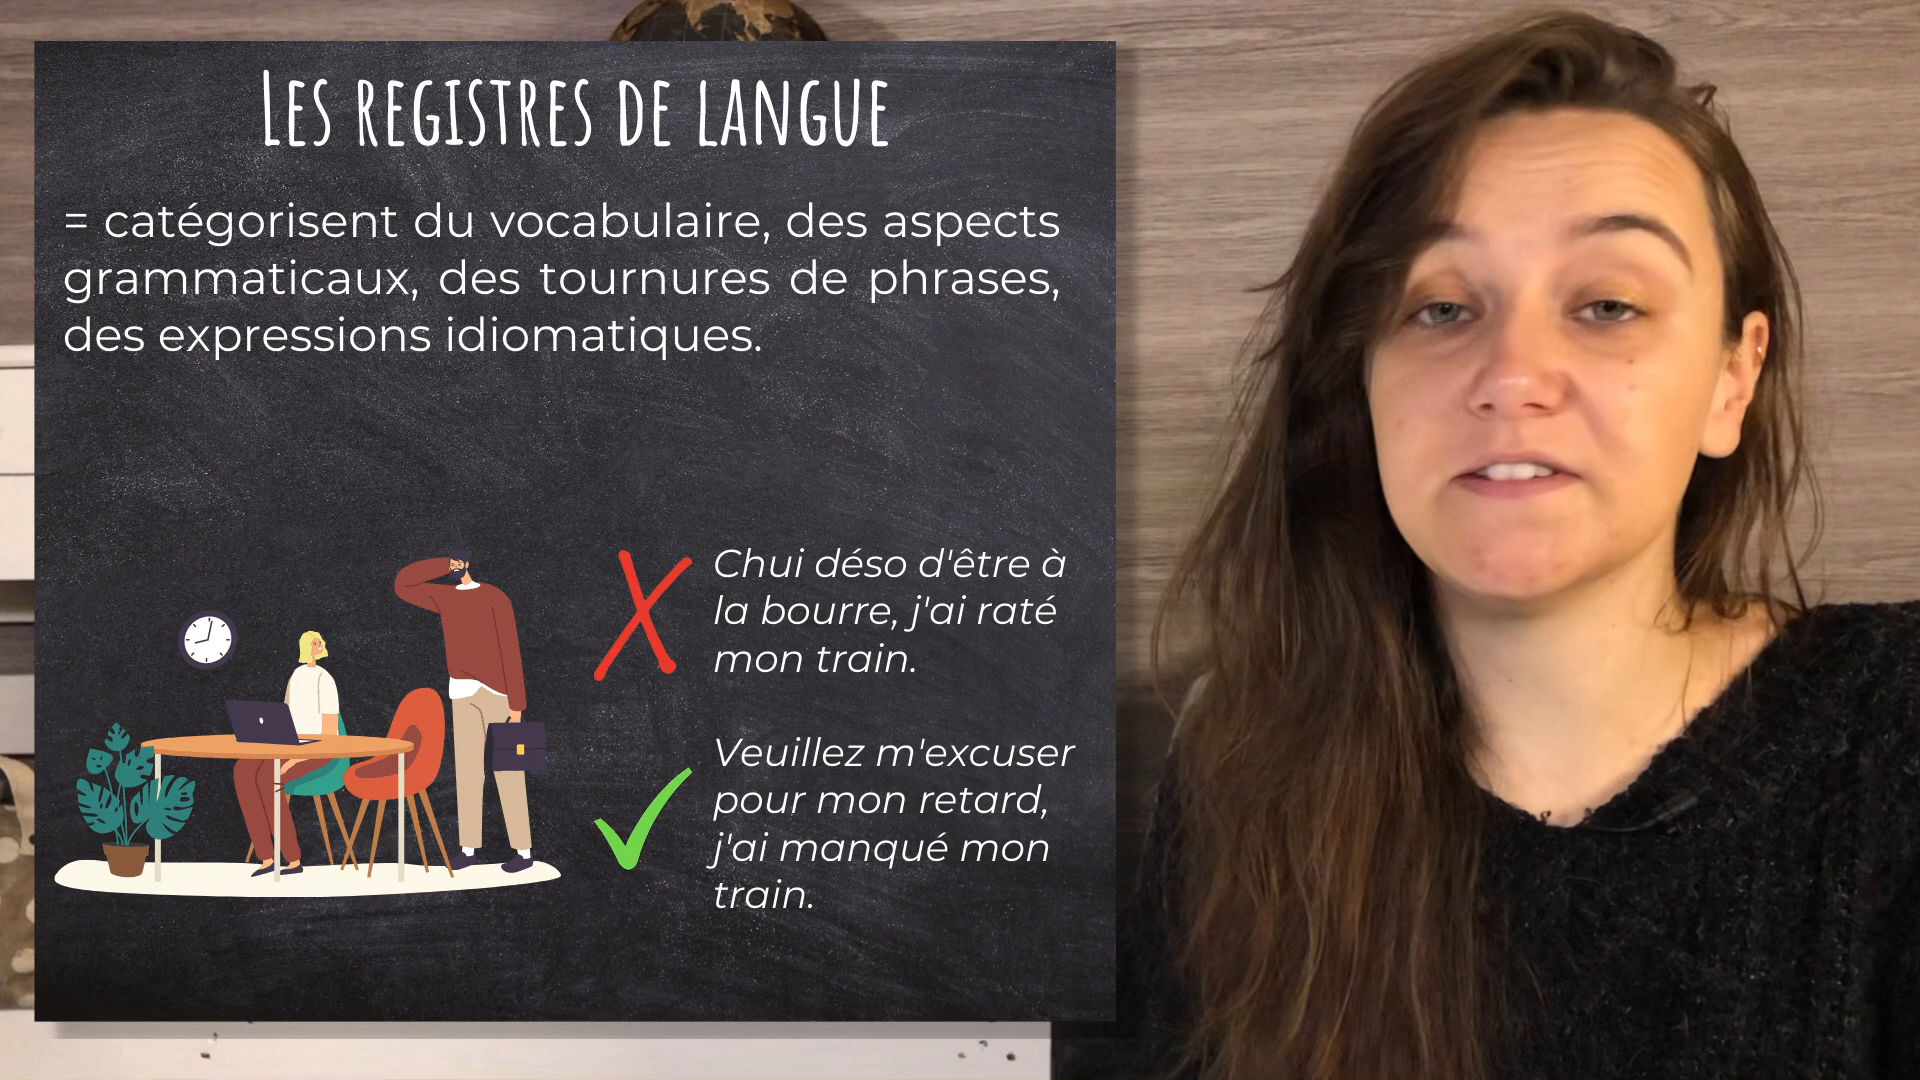 Les registres de langue
= catégorisent du vocabulaire, des aspects
grammaticaux, des tournures de phrases,
des expressions idiomatiques.
Chui déso d'être à
la bourre, j'ai raté
mon train.
Veuillez m'excuser
pour mon retard,
j'ai manqué mon
train.